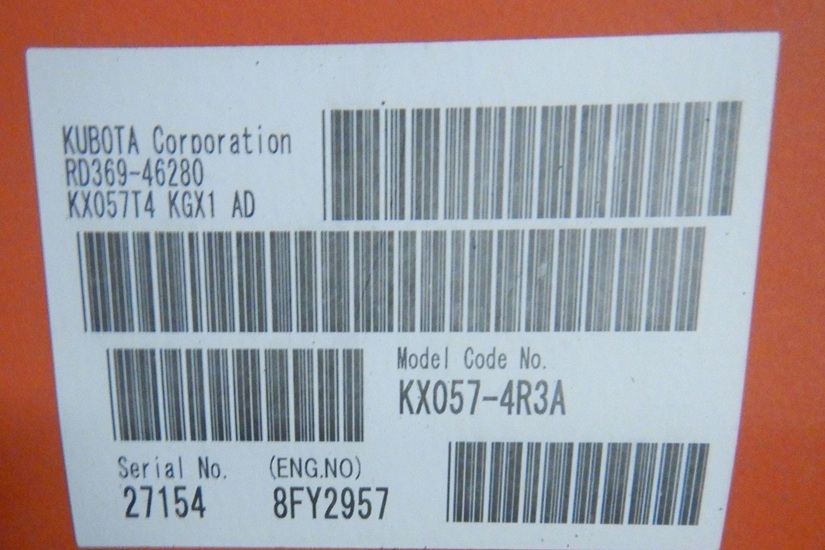 KUBOTA Corporation
RD369-46280
KX057T4 KGX1 AD
Model Code No.
KX057-4R3A
Serial No. (ENG.NO)
27154 8FY2957